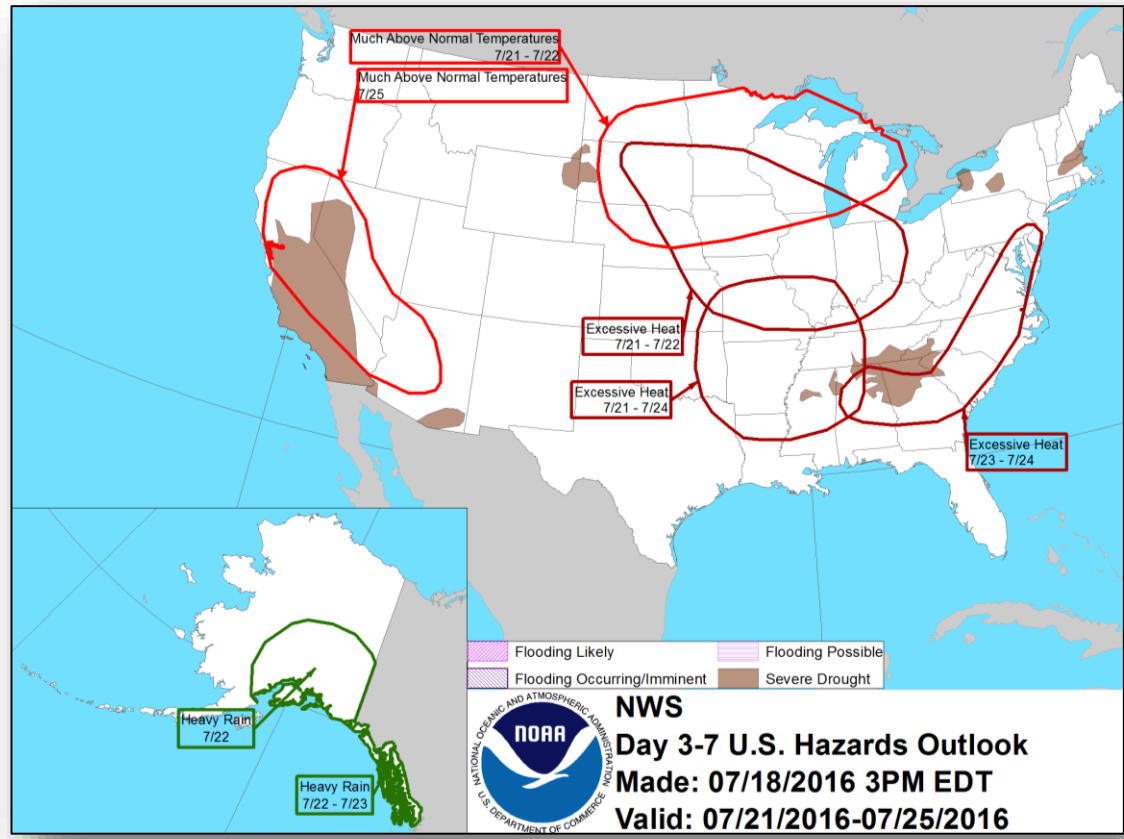 Much Above Normal Temperatures
7/21 - 7/22
Much Above Normal Temperatures
7/25
Excessive Heat
7/21 - 7/22
Excessive Heat
7/21 - 7/24
Excessive Heat
7/23 - 7/24
Heavy Rain
7/22
Heavy Rain
7/22 - 7/23
Flooding Likely
Flooding Possible
Flooding Occurring/Imminent
Severe Drought
NATIONAL OCEANIC AND ATMOSPHERIC ADMINISTRATION
NOAA
U.S. DEPARTMENT OF COMMERCE
NWS
Day 3-7 U.S. Hazards Outlook
Made: 07/18/2016 3PM EDT
Valid: 07/21/2016-07/25/2016